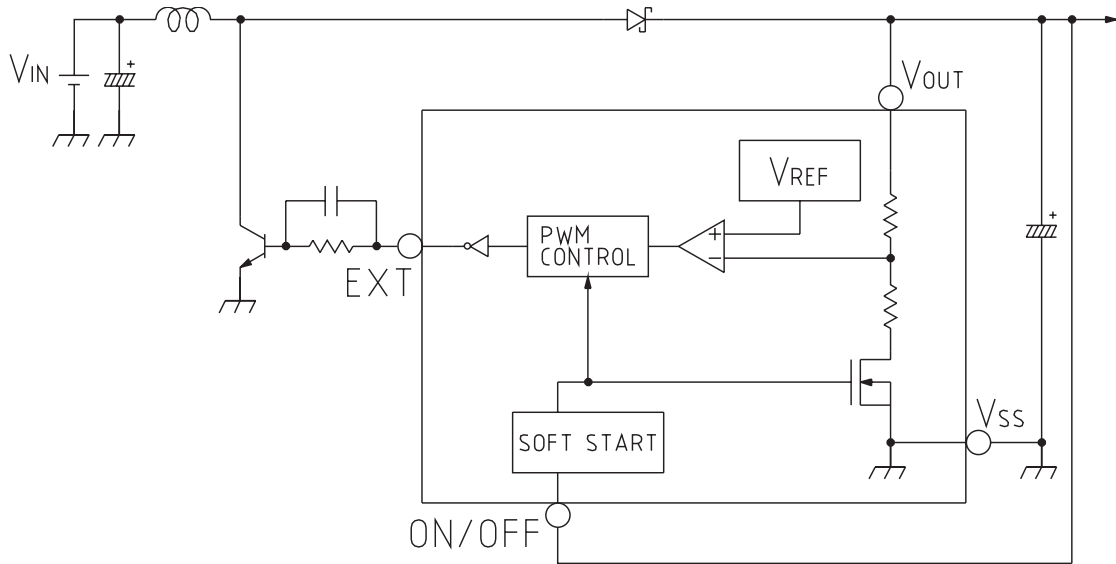 +
VIN
VOUT
VREF
+
PWM
CONTROL
+
−
EXT
VSS
SOFT START
ON/OFF